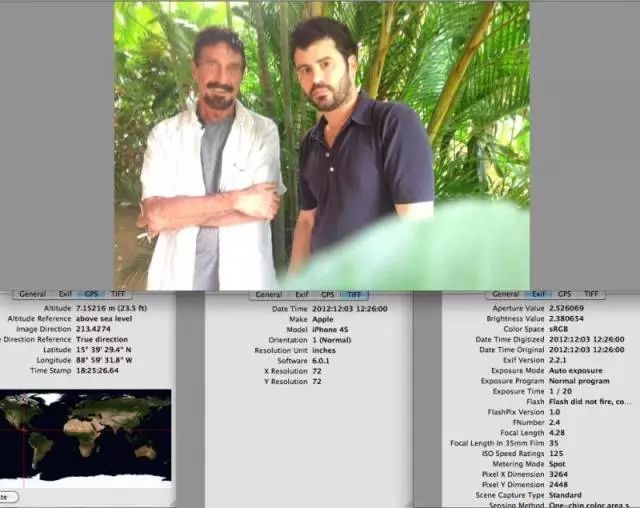 General Exif GPS TIFF
Altitude 7.15216 m (23.5 ft)
Altitude Reference above sea level
Image Direction 213.4274
e Direction Reference True direction
Latitude 15° 39' 29.4" N
Longitude 88° 59' 31.8" W
Time Stamp 18:25:26.64
te
General Exif GPS TIFF
Date Time 2012:12:03 12:26:00
Make Apple
Model iPhone 4S
Orientation 1 (Normal)
Resolution Unit inches
Software 6.0.1
X Resolution 72
Y Resolution 72
General Exif GPS TIFF
Aperture Value 2.526069
Brightness Value 2.380654
Color Space sRGB
Date Time Digitized 2012:12:03 12:26:00
Date Time Original 2012:12:03 12:26:00
Exif Version 2.2.1
Exposure Mode Auto exposure
Exposure Program Normal program
Exposure Time 1 / 20
Flash Flash did not fire, co...
FlashPix Version 1.0
FNumber 2.4
Focal Length 4.28
Focal Length In 35mm Film 35
ISO Speed Ratings 125
Metering Mode Spot
Pixel X Dimension 3264
Pixel Y Dimension 2448
Scene Capture Type Standard
Sensing Method One-chip color area s